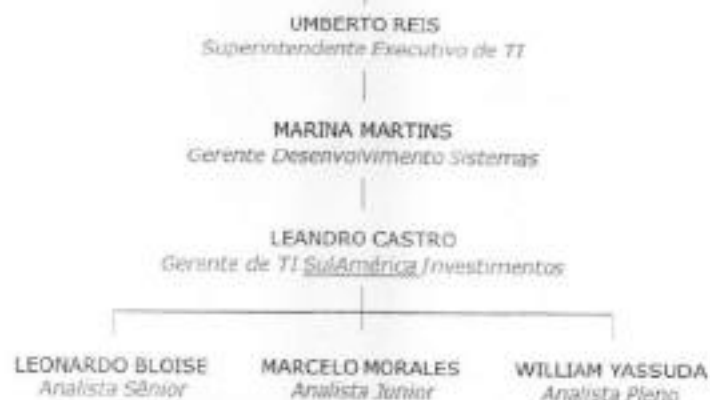 UMBERTO REIS
Superintendente Executivo de TI
MARINA MARTINS
Gerente Desenvolvimento Sistemas
LEANDRO CASTRO
Gerente de TI SulAmérica Investimentos
LEONARDO BLOISE MARCELO MORALES WILLIAM YASSUDA
Analista Sênior Analista Junior Analista Pleno